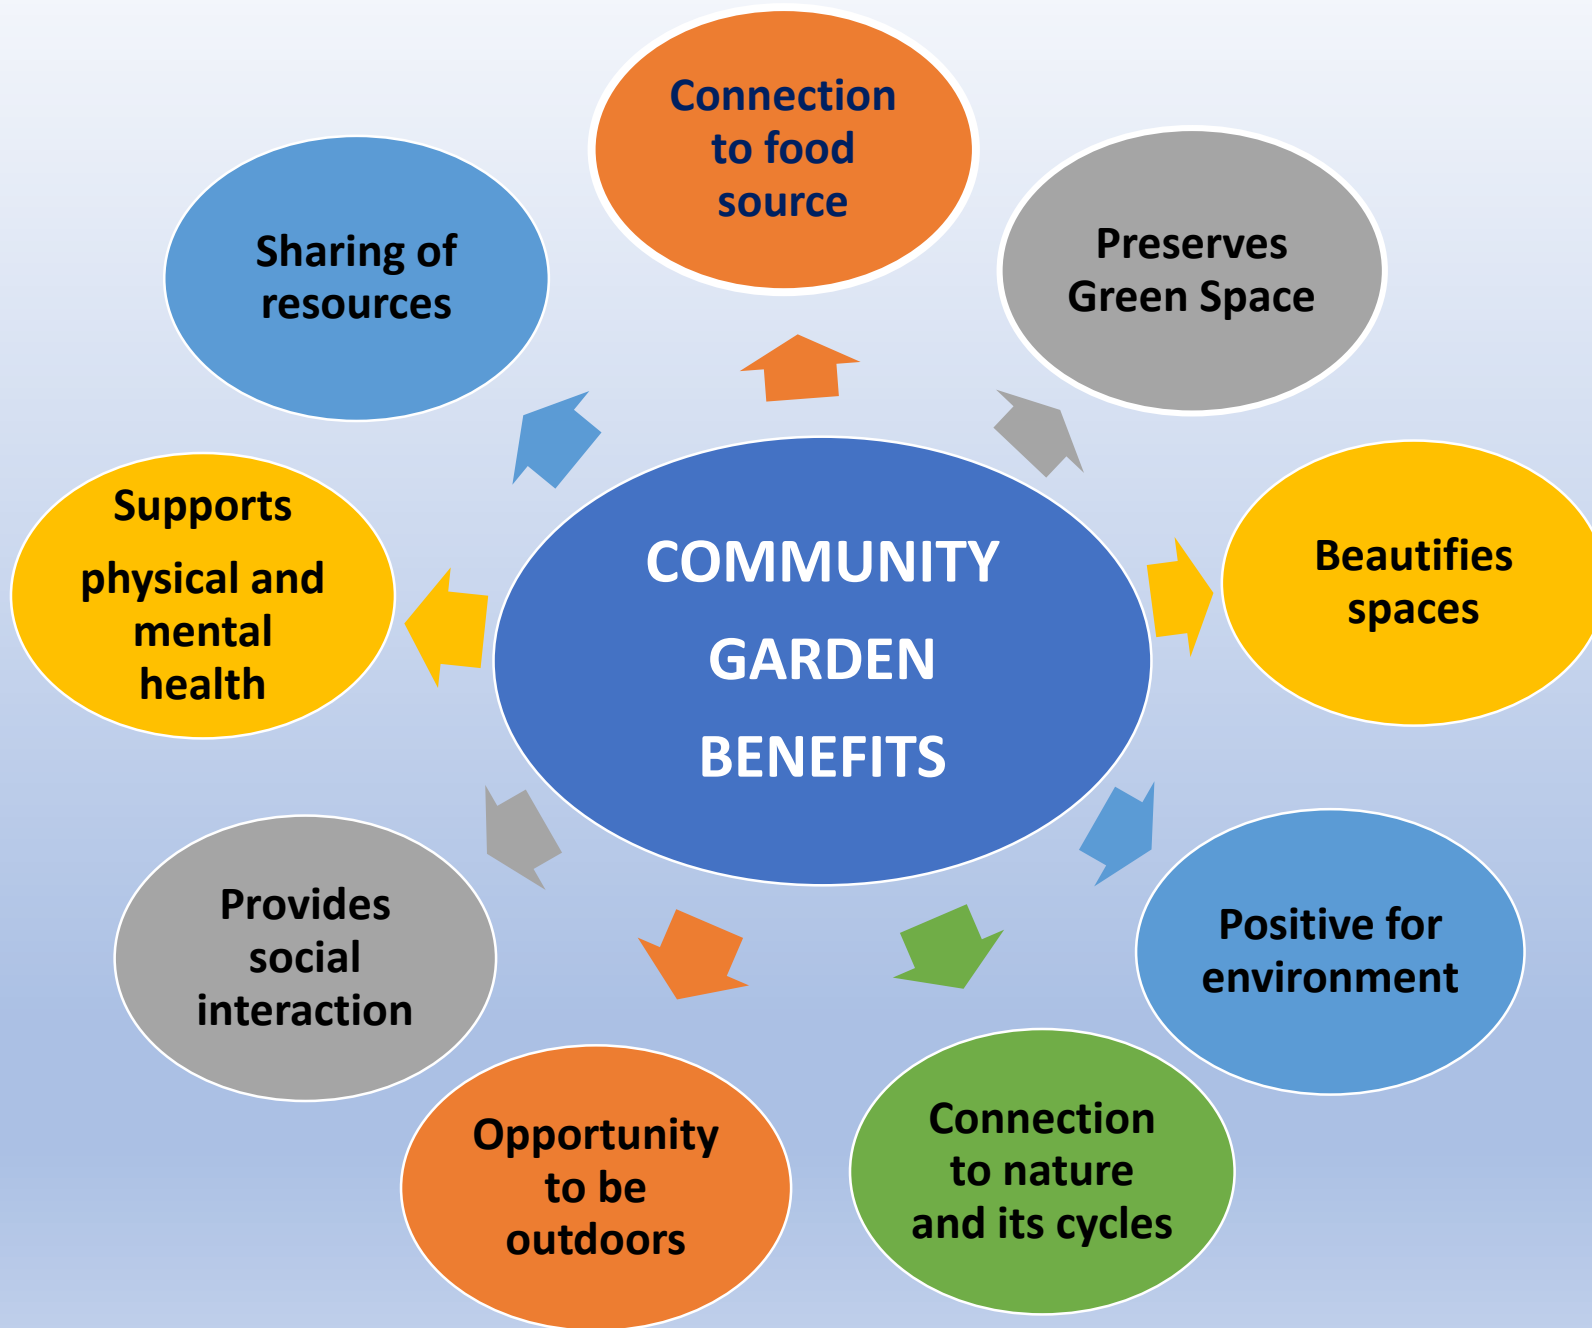 Connection
to food
source
Preserves
Green Space
Beautifies
spaces
Positive for
environment
Connection
to nature
and its cycles
Opportunity
to be
outdoors
Provides
social
interaction
Supports
physical and
mental
health
Sharing of
resources
COMMUNITY
GARDEN
BENEFITS